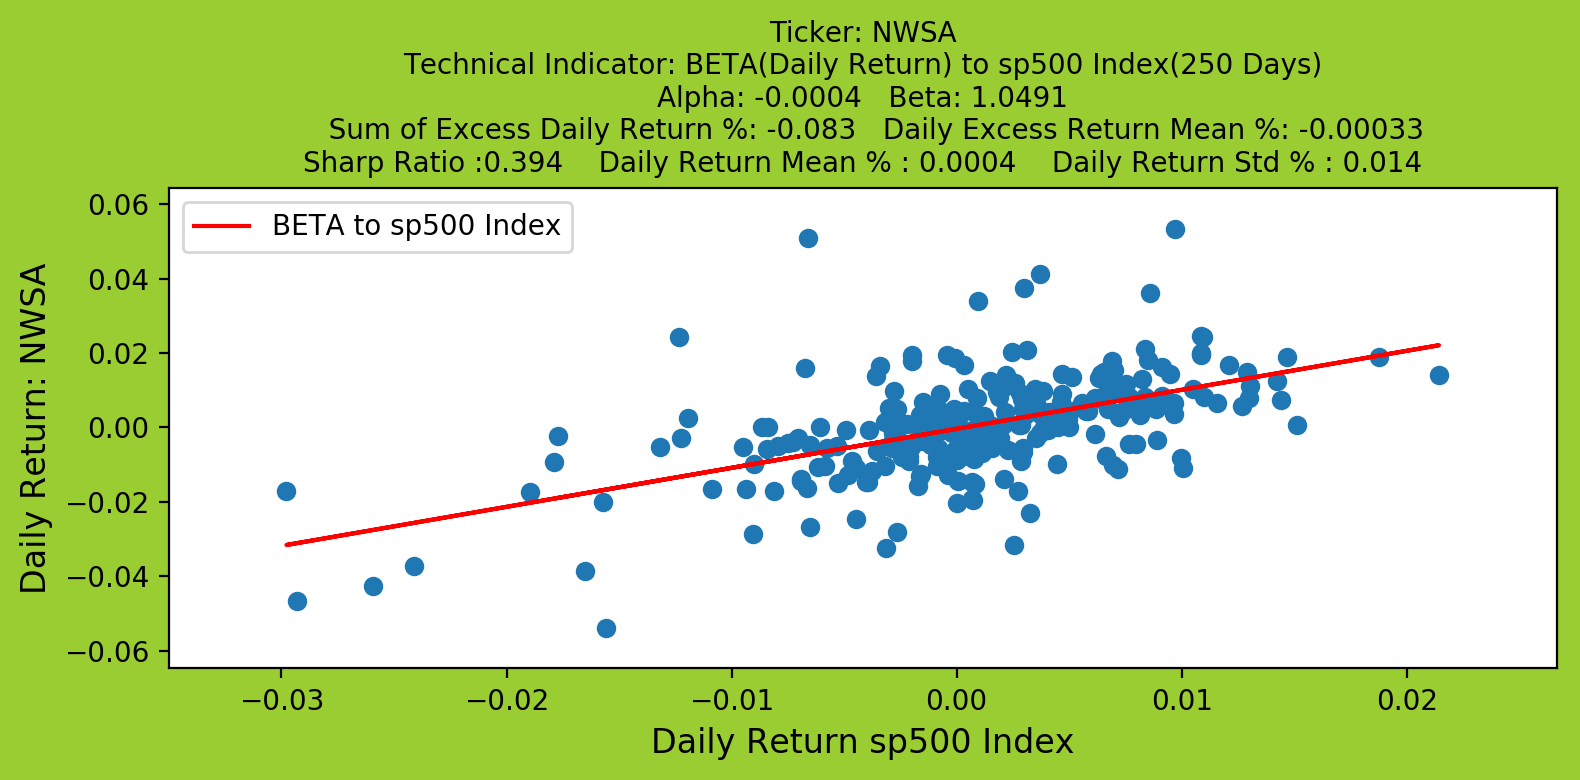 Ticker: NWSA
Technical Indicator: BETA(Daily Return) to sp500 Index(250 Days)
Alpha: -0.0004   Beta: 1.0491
Sum of Excess Daily Return %: -0.083   Daily Excess Return Mean %: -0.00033
Sharp Ratio :0.394    Daily Return Mean % : 0.0004    Daily Return Std % : 0.014
BETA to sp500 Index
Daily Return: NWSA
0.06
0.04
0.02
0.00
−0.02
−0.04
−0.06
−0.03
−0.02
−0.01
0.00
0.01
0.02
Daily Return sp500 Index